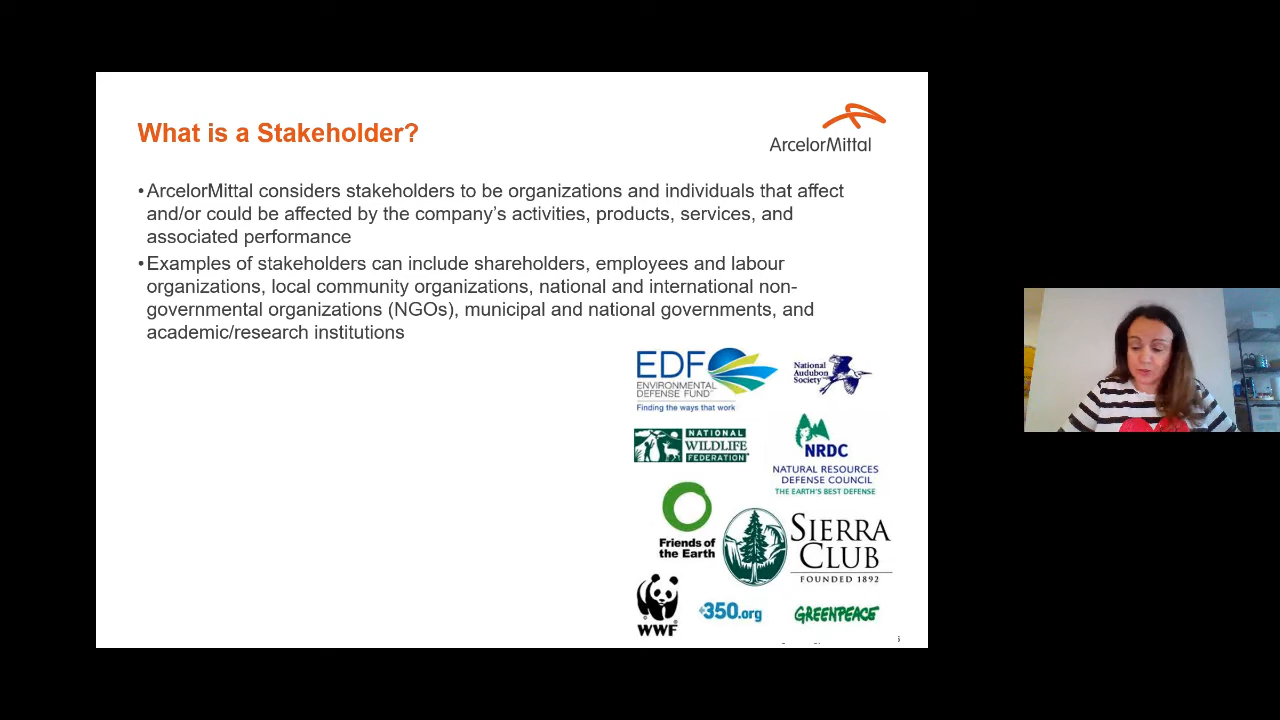 What is a Stakeholder?
ArcelorMittal
•ArcelorMittal considers stakeholders to be organizations and individuals that affect
and/or could be affected by the company's activities, products, services, and
associated performance
•Examples of stakeholders can include shareholders, employees and labour
organizations, local community organizations, national and international non-
governmental organizations (NGOs), municipal and national governments, and
academic/research institutions
EDF
ENVIRONMENTAL
DEFENSE FUND
Finding the ways that work
National
Audubon
Society
NATIONAL
WILDLIFE
FEDERATION
NRDC
NATURAL RESOURCES
DEFENSE COUNCIL
THE EARTH'S BEST DEFENSE
Friends of
the Earth
SIERRA
CLUB
FOUNDED 1892
WWF
350.org
GREENPEACE